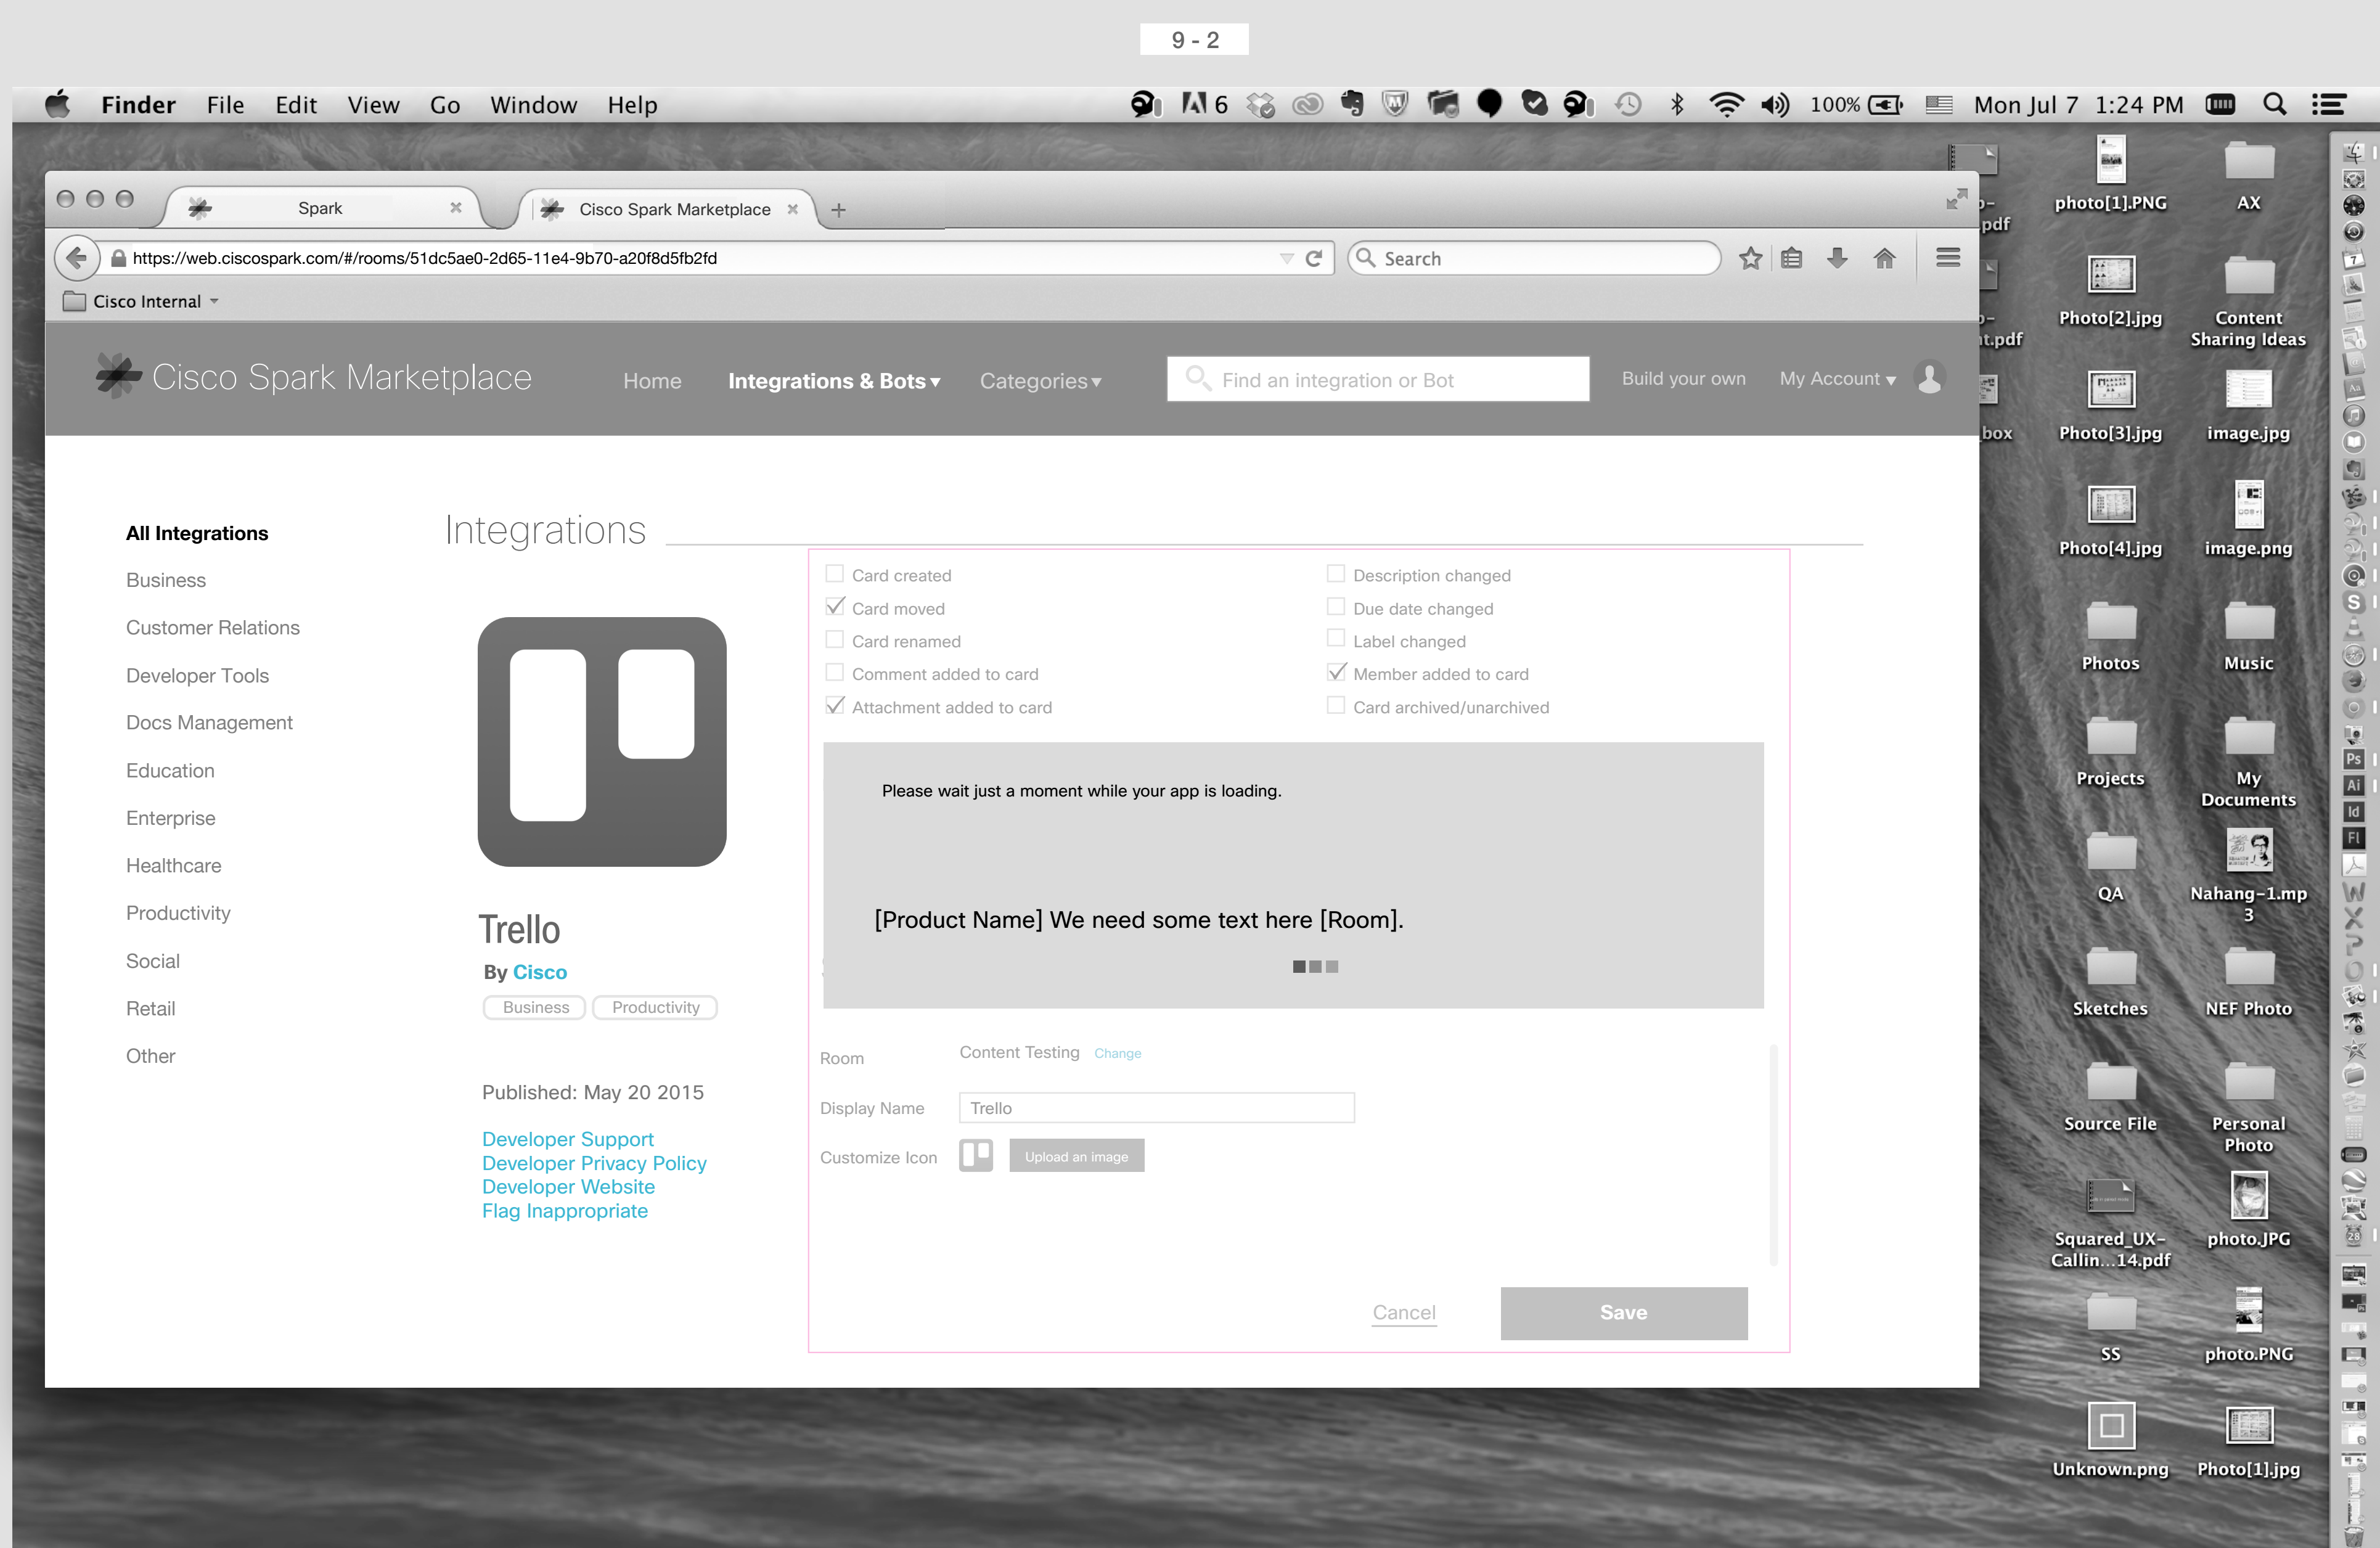 9 - 2
Finder File Edit View Go Window Help
6 100% Mon Jul 7 1:24 PM
Spark
Cisco Spark Marketplace
https://web.ciscospark.com/#/rooms/51dc5ae0-2d65-11e4-9b70-a20f8d5fb2fd
Search
Cisco Internal
Cisco Spark Marketplace
Home
Integrations & Bots
Categories
Find an integration or Bot
Build your own
My Account
All Integrations
Business
Customer Relations
Developer Tools
Docs Management
Education
Enterprise
Healthcare
Productivity
Social
Retail
Other
Integrations
Trello
By Cisco
Business
Productivity
Published: May 20 2015
Developer Support
Developer Privacy Policy
Developer Website
Flag Inappropriate
Card created
Card moved
Card renamed
Comment added to card
Attachment added to card
Description changed
Due date changed
Label changed
Member added to card
Card archived/unarchived
Please wait just a moment while your app is loading.
[Product Name] We need some text here [Room].
Room
Content Testing
Change
Display Name
Trello
Customize Icon
Upload an image
Cancel
Save
pdf
t.pdf
box
photo[1].PNG
AX
Photo[2].jpg
Content
Sharing Ideas
Photo[3].jpg
image.jpg
Photo[4].jpg
image.png
Photos
Music
Projects
My
Documents
QA
Nahang-1.mp
3
Sketches
NEF Photo
Source File
Personal
Photo
Squared_UX-
Callin...14.pdf
photo.JPG
SS
photo.PNG
Unknown.png
Photo[1].jpg
7
Aa
S
Ps
Ai
Id
Fl
W
X
P
O
28